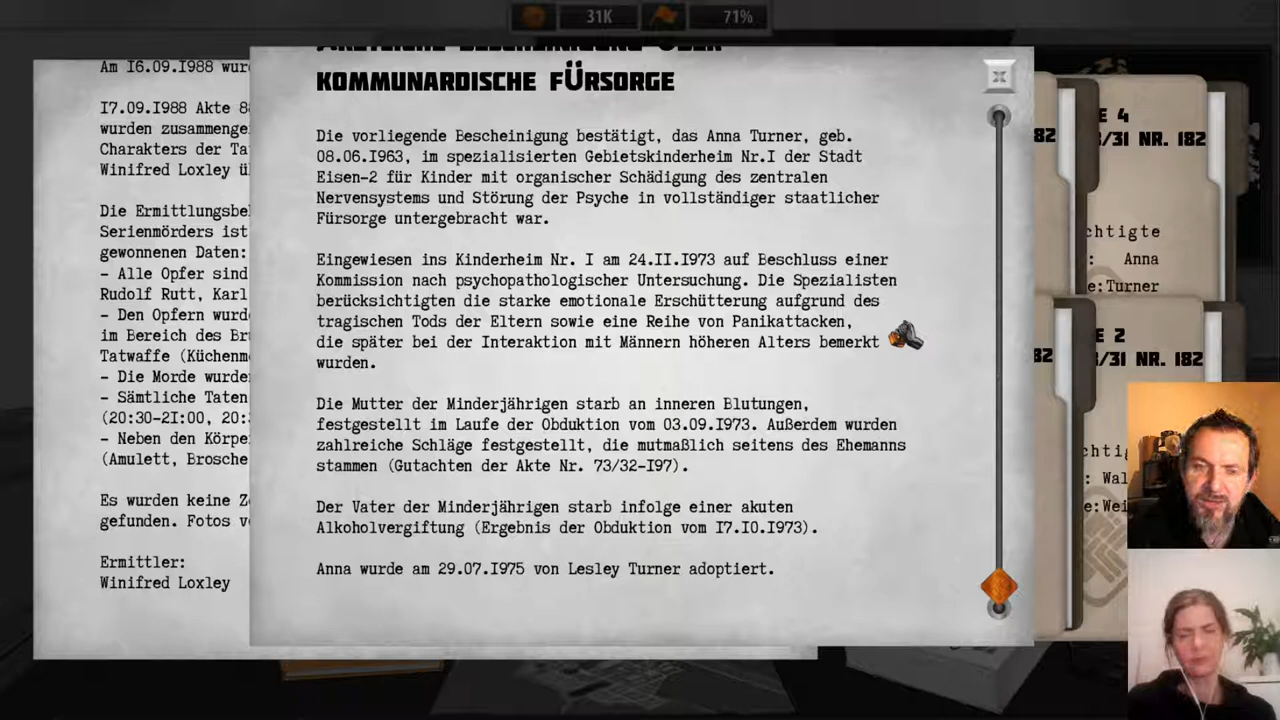 31K
71%
ÄRZTLICHE BESCHEINIGUNG ÜBER
KOMMUNARDISCHE FÜRSORGE
Die vorliegende Bescheinigung bestätigt, das Anna Turner, geb.
08.06.I963, im spezialisierten Gebietskinderheim Nr.I der Stadt
Eisen-2 für Kinder mit organischer Schädigung des zentralen
Nervensystems und Störung der Psyche in vollständiger staatlicher
Fürsorge untergebracht war.
Eingewiesen ins Kinderheim Nr. I am 24.II.I973 auf Beschluss einer
Kommission nach psychopathologischer Untersuchung. Die Spezialisten
berücksichtigten die starke emotionale Erschütterung aufgrund des
tragischen Tods der Eltern sowie eine Reihe von Panikattacken,
die später bei der Interaktion mit Männern höheren Alters bemerkt
wurden.
Die Mutter der Minderjährigen starb an inneren Blutungen,
festgestellt im Laufe der Obduktion vom 03.09.I973. Außerdem wurden
zahlreiche Schläge festgestellt, die mutmaßlich seitens des Ehemanns
stammen (Gutachten der Akte Nr. 73/32-I97).
Der Vater der Minderjährigen starb infolge einer akuten
Alkoholvergiftung (Ergebnis der Obduktion vom I7.I0.I973).
Anna wurde am 29.07.I975 von Lesley Turner adoptiert.
Am I6.09.I988 wur
I7.09.I988 Akte 8
wurden zusammenge
Charakters der Ta
Winifred Loxley ü
Die Ermittlungsbe
Serienmörders ist
gewonnenen Daten:
- Alle Opfer sind
Rudolf Rutt, Karl
- Den Opfern wurd
im Bereich des Br
Tatwaffe (Küchenm
- Die Morde wurde
- Sämtliche Taten
(20:30-2I:00, 20:
- Neben den Körpe
(Amulett, Brosche
Es wurden keine Z
gefunden. Fotos v
Ermittler:
Winifred Loxley
E 4
82
/31 NR. 182
chtigte
: Anna
e:Turner
E 2
82
/31 NR. 182
chtig
: Wal
e:Wei